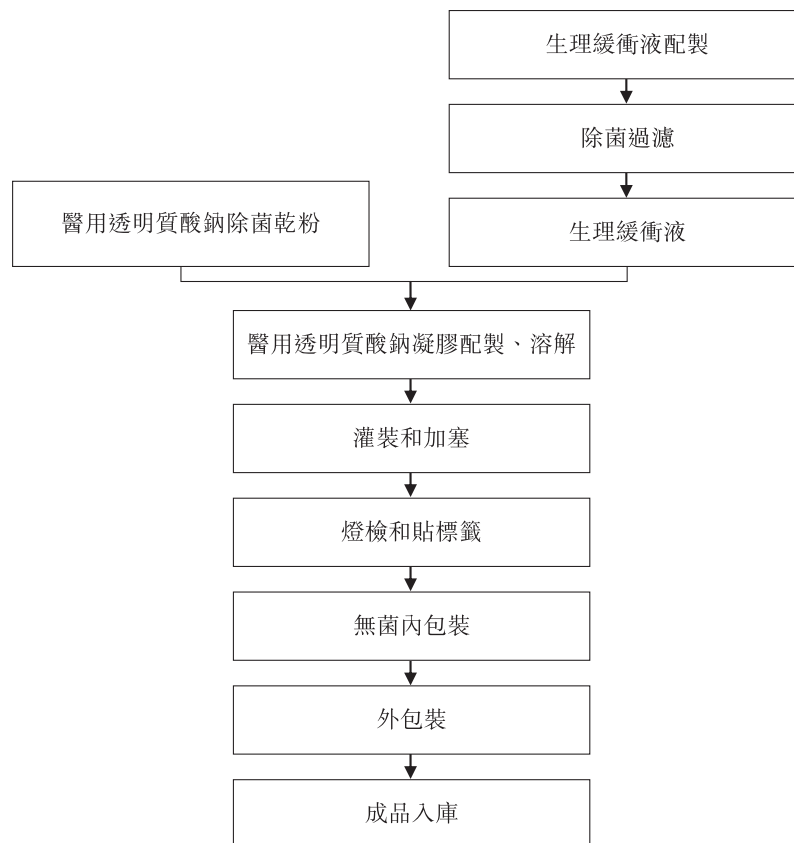 生理緩衝液配製
除菌過濾
醫用透明質酸鈉除菌乾粉
生理緩衝液
醫用透明質酸鈉凝膠配製、溶解
灌裝和加塞
燈檢和貼標籤
無菌內包裝
外包裝
成品入庫